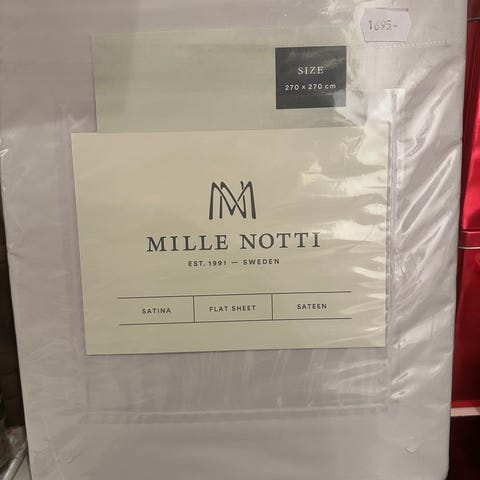 1695-
SIZE
270 × 270 cm
MILLE NOTTI
EST. 1991 — SWEDEN
SATINA FLAT SHEET SATEEN